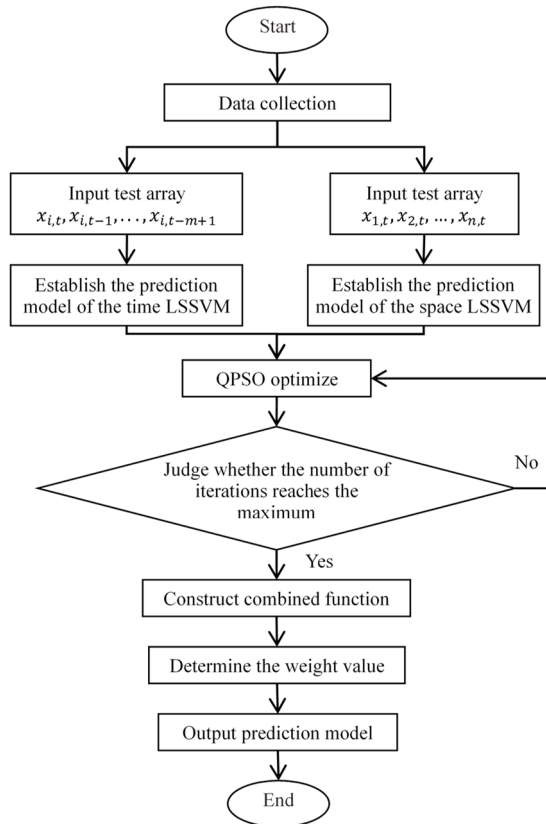 Start
Data collection
Input test array
x_{i,t}, x_{i,t-1}, . . . , x_{i,t-m+1}
Input test array
x_{1,t}, x_{2,t}, ..., x_{n,t}
Establish the prediction
model of the time LSSVM
Establish the prediction
model of the space LSSVM
QPSO optimize
Judge whether the number of
iterations reaches the
maximum
No
Yes
Construct combined function
Determine the weight value
Output prediction model
End